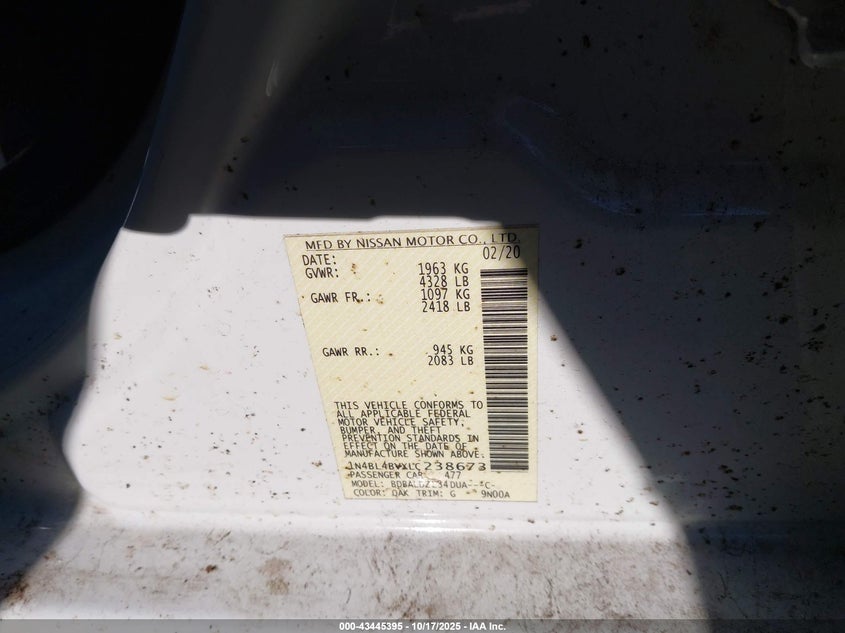 MFD BY NISSAN MOTOR CO., LTD.
DATE: 02/20
GVWR: 1963 KG
4328 LB
GAWR FR.: 1097 KG
2418 LB
GAWR RR.: 945 KG
2083 LB
THIS VEHICLE CONFORMS TO
ALL APPLICABLE FEDERAL
MOTOR VEHICLE SAFETY,
BUMPER, AND THEFT
PREVENTION STANDARDS IN
EFFECT ON THE DATE OF
MANUFACTURE SHOWN ABOVE.
1N4BL4BVXLC238673
PASSENGER CAR 477
MODEL:
COLOR: QAK TRIM: G 9N00A
000-43445395 - 10/17/2025 - IAA Inc.